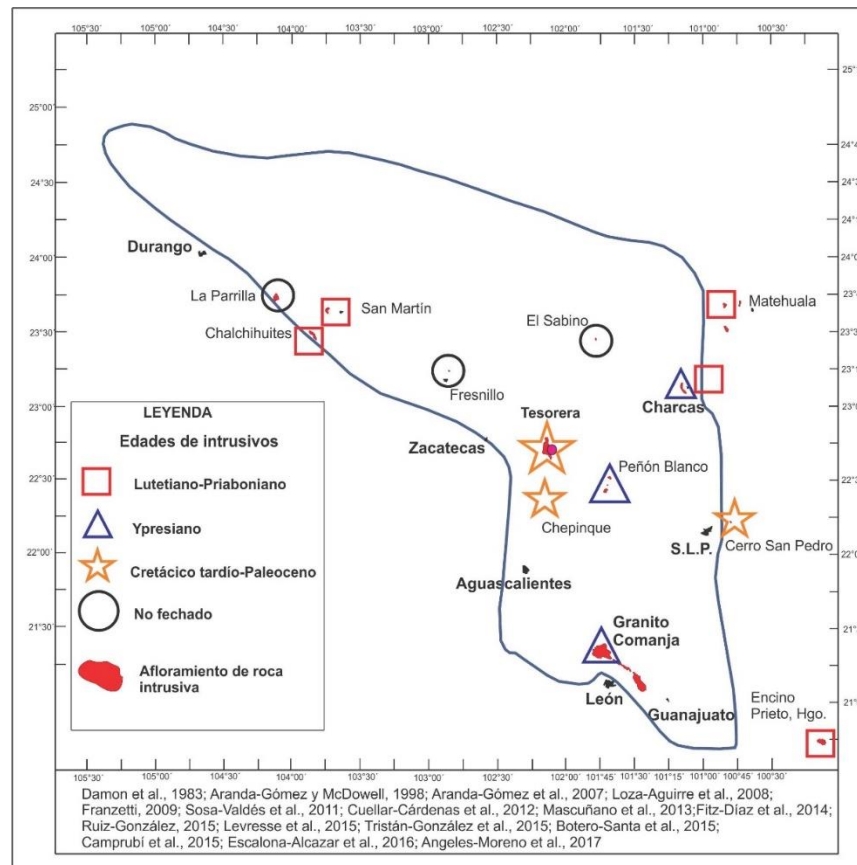 105°30' 105°00' 104°30' 104°00' 103°30' 103°00' 102°30' 102°00' 101°45' 101°15' 101°00' 100°30'
25°00'
24°30'
24°00'
23°30'
23°00'
22°30'
22°00'
21°30'
Durango
La Parrilla
San Martín
Chalchihuites
El Sabino
Matehuala
Fresnillo
Charcas
Tesorera
Zacatecas
Peñón Blanco
Chepinque
S.L.P.
Cerro San Pedro
Aguascalientes
Granito
Comanja
León
Guanajuato
Encino
Prieto, Hgo.
LEYENDA
Edades de intrusivos
Lutetiano-Priaboniano
Ypresiano
Cretácico tardío-Paleoceno
No fechado
Afloramiento de roca
intrusiva
105°30' 105°00' 104°30' 104°00' 103°30' 103°00' 102°30' 102°00' 101°45' 101°15' 101°00' 100°45' 100°30'
Damon et al., 1983; Aranda-Gómez y McDowell, 1998; Aranda-Gómez et al., 2007; Loza-Aguirre et al., 2008;
Franzetti, 2009; Sosa-Valdés et al., 2011; Cuellar-Cárdenas et al., 2012; Mascuñano et al., 2013;Fitz-Díaz et al., 2014;
Ruiz-González, 2015; Levresse et al., 2015; Tristán-González et al., 2015; Botero-Santa et al., 2015;
Camprubí et al., 2015; Escalona-Alcazar et al., 2016; Angeles-Moreno et al., 2017